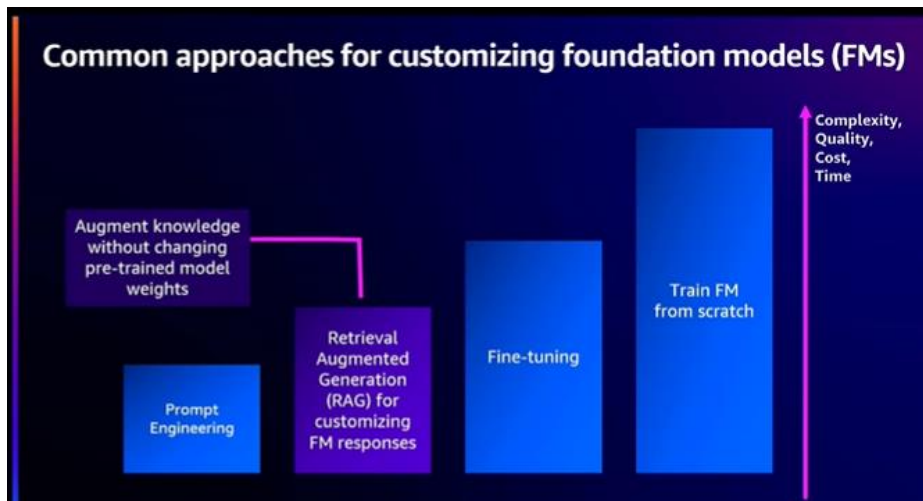 Common approaches for customizing foundation models (FMs)
Complexity,
Quality,
Cost,
Time
Augment knowledge
without changing
pre-trained model
weights
Prompt
Engineering
Retrieval
Augmented
Generation
(RAG) for
customizing
FM responses
Fine-tuning
Train FM
from scratch